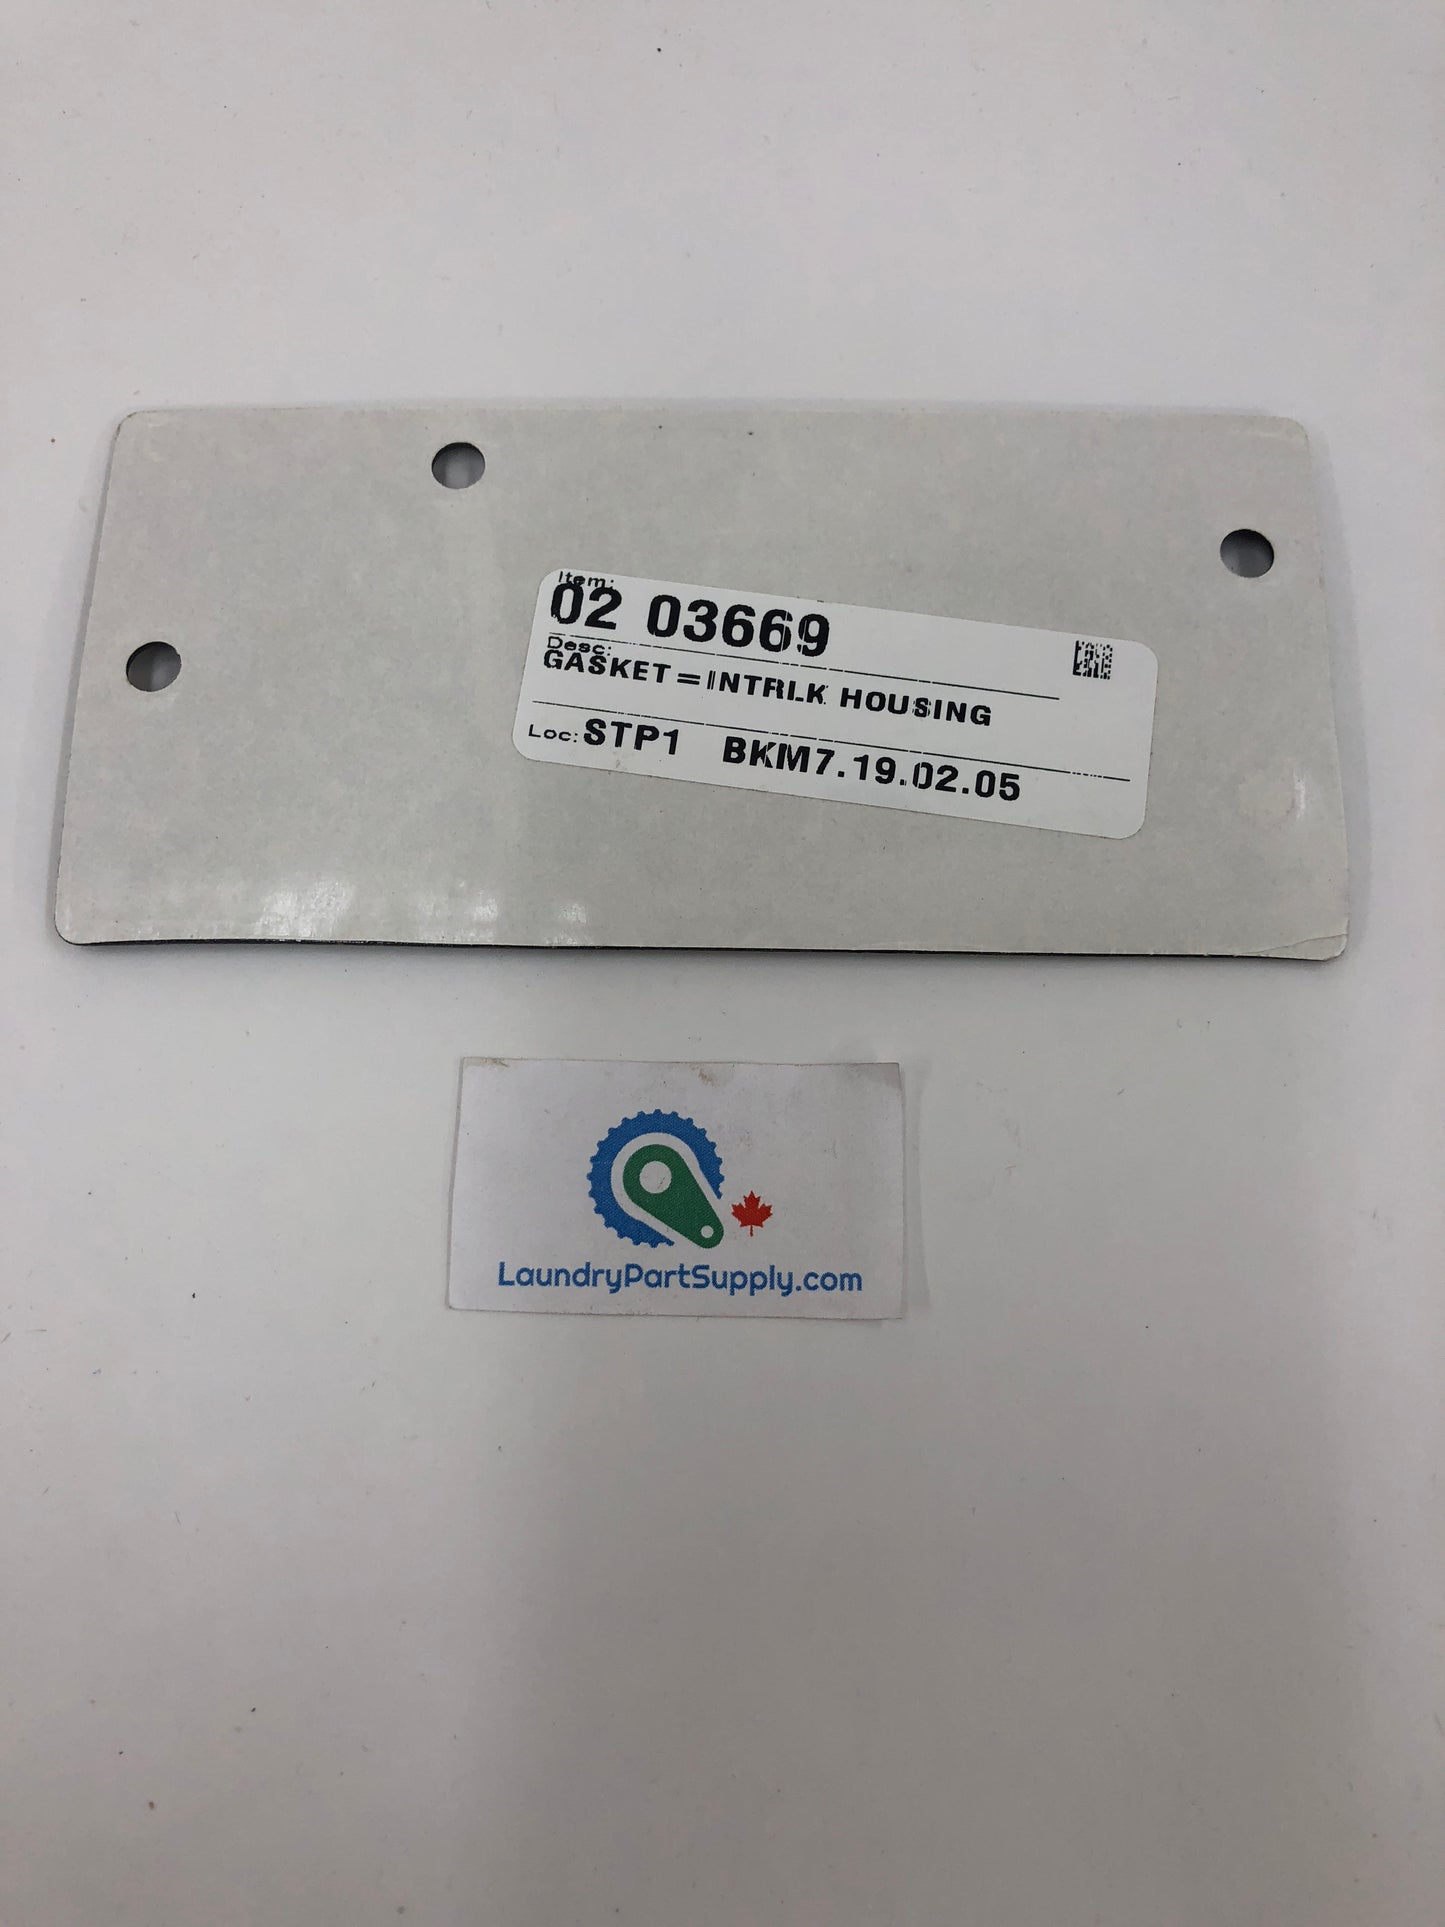 Item:
02 03669
Desc:
GASKET=INTRLK HOUSING
Loc: STP1 BKM7.19.02.05
LaundryPartSupply.com